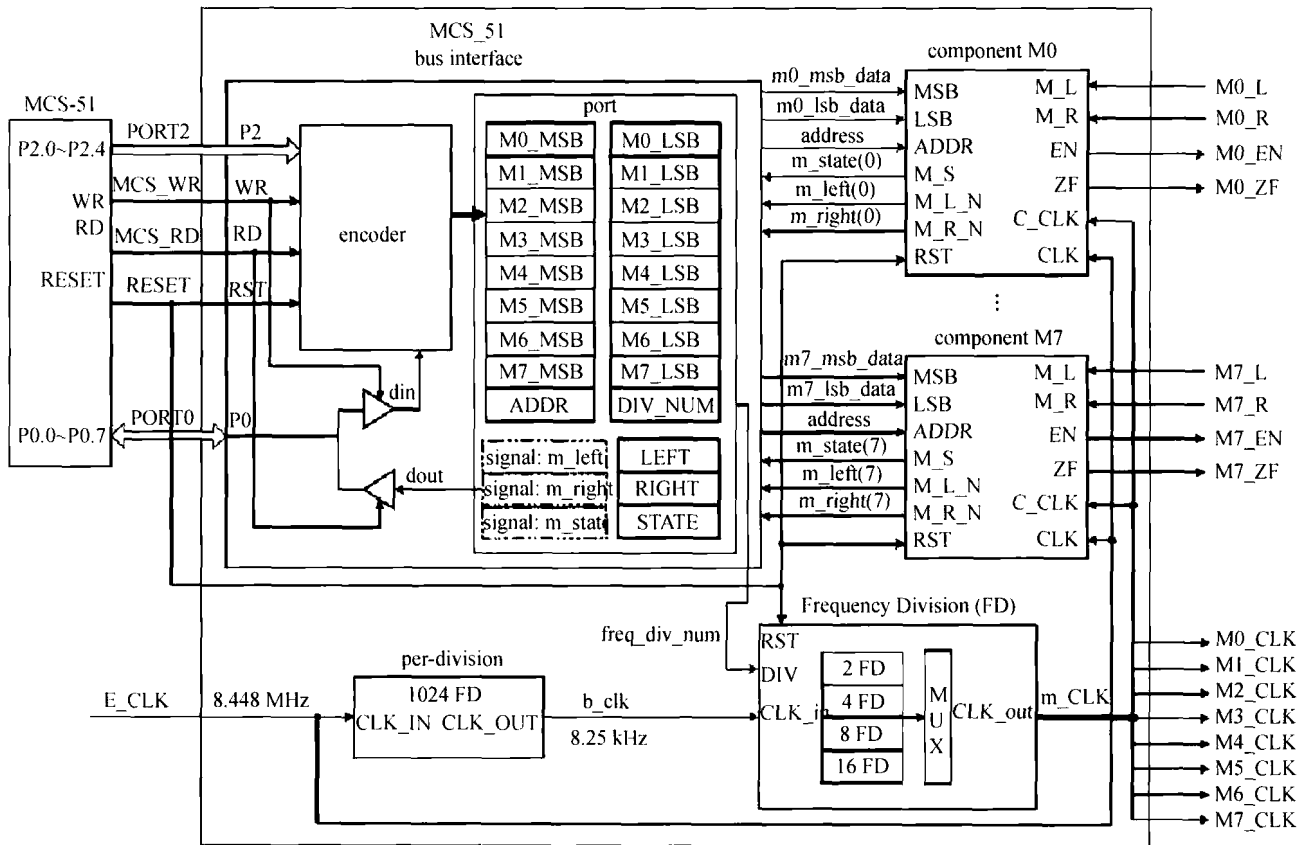 MCS_51
bus interface
MCS-51
P2.0~P2.4
WR
RD
RESET
P0.0~P0.7
PORT2
P2
MCS_WR
WR
MCS_RD
RD
RESET
RST
PORT0
P0
encoder
din
dout
port
M0_MSB
M0_LSB
M1_MSB
M1_LSB
M2_MSB
M2_LSB
M3_MSB
M3_LSB
M4_MSB
M4_LSB
M5_MSB
M5_LSB
M6_MSB
M6_LSB
M7_MSB
M7_LSB
ADDR
DIV_NUM
signal: m_left
LEFT
signal: m_right
RIGHT
signal: m_state
STATE
component M0
m0_msb_data
m0_lsb_data
address
m_state(0)
m_left(0)
m_right(0)
MSB
LSB
ADDR
M_S
M_L_N
M_R_N
RST
M_L
M_R
EN
ZF
C_CLK
CLK
M0_L
M0_R
M0_EN
M0_ZF
⋮
component M7
m7_msb_data
m7_lsb_data
address
m_state(7)
m_left(7)
m_right(7)
MSB
LSB
ADDR
M_S
M_L_N
M_R_N
RST
M_L
M_R
EN
ZF
C_CLK
CLK
M7_L
M7_R
M7_EN
M7_ZF
Frequency Division (FD)
freq_div_num
RST
DIV
CLK_in
2 FD
4 FD
8 FD
16 FD
M
U
X
CLK_out
m_CLK
per-division
E_CLK
8.448 MHz
1024 FD
CLK_IN CLK_OUT
b_clk
8.25 kHz
M0_CLK
M1_CLK
M2_CLK
M3_CLK
M4_CLK
M5_CLK
M6_CLK
M7_CLK